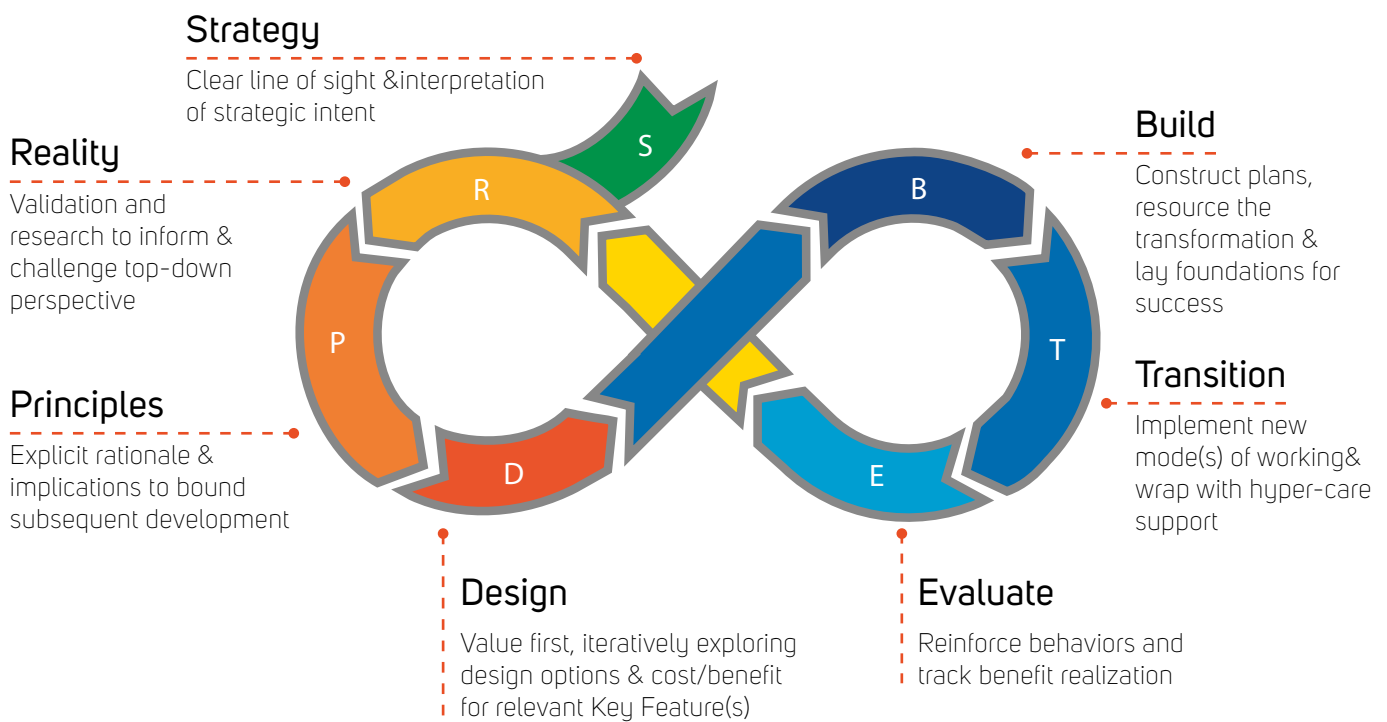 Strategy
Clear line of sight &interpretation
of strategic intent
Reality
Validation and
research to inform &
challenge top-down
perspective
Principles
Explicit rationale &
implications to bound
subsequent development
Design
Value first, iteratively exploring
design options & cost/benefit
for relevant Key Feature(s)
Build
Construct plans,
resource the
transformation &
lay foundations for
success
Transition
Implement new
mode(s) of working&
wrap with hyper-care
support
Evaluate
Reinforce behaviors and
track benefit realization
S
R
P
D
B
T
E